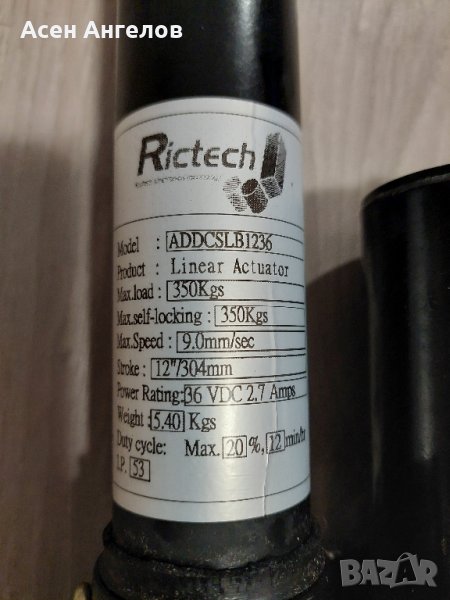 Асен Ангелов
Rictech
Model : ADDCSLB1236
Product : Linear Actuator
Max.load : 350Kgs
Max.self-locking : 350Kgs
Max.Speed : 9.0mm/sec
Stroke : 12"/304mm
Power Rating: 36 VDC 2,7 Amps
Weight : 5.40 Kgs
Duty cycle: Max. 20 %, 12 min/hr
I.P. 53
BAZAR